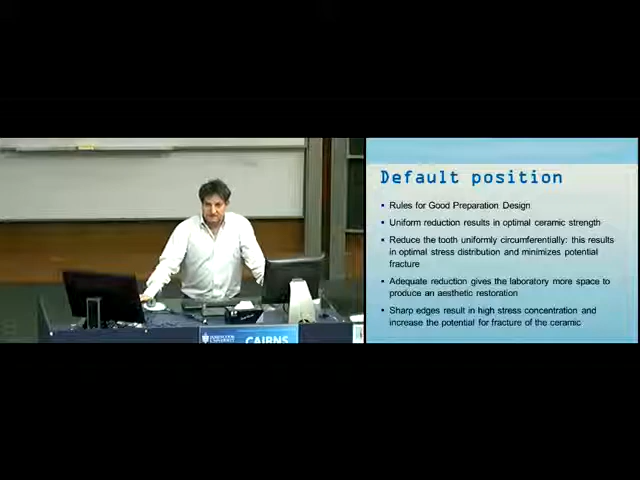 Default position
Rules for Good Preparation Design
Uniform reduction results in optimal ceramic strength
Reduce the tooth uniformly circumferentially: this results
in optimal stress distribution and minimizes potential
fracture
Adequate reduction gives the laboratory more space to
produce an aesthetic restoration
Sharp edges result in high stress concentration and
increase the potential for fracture of the ceramic
CAIRNS